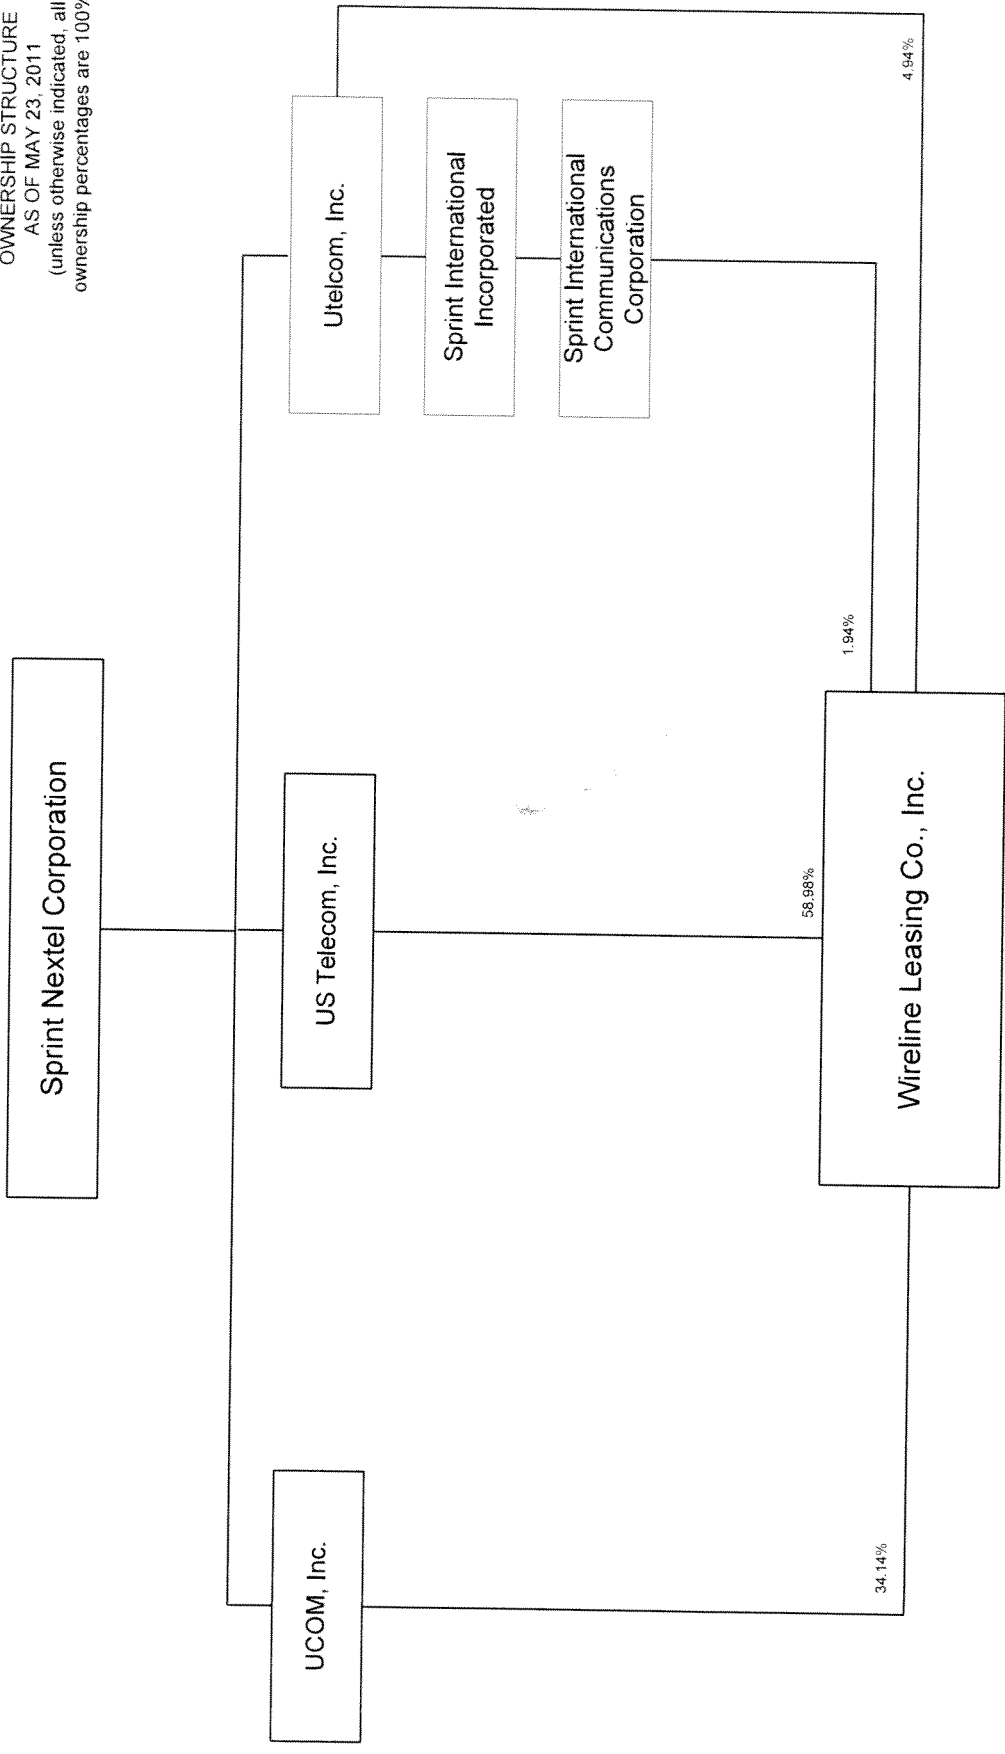 OWNERSHIP STRUCTURE
AS OF MAY 23, 2011
(unless otherwise indicated, all
ownership percentages are 100%
Sprint Nextel Corporation
UCOM, Inc.
US Telecom, Inc.
Utelcom, Inc.
Sprint International
Incorporated
Sprint International
Communications
Corporation
34.14%
58.98%
1.94%
4.94%
Wireline Leasing Co., Inc.